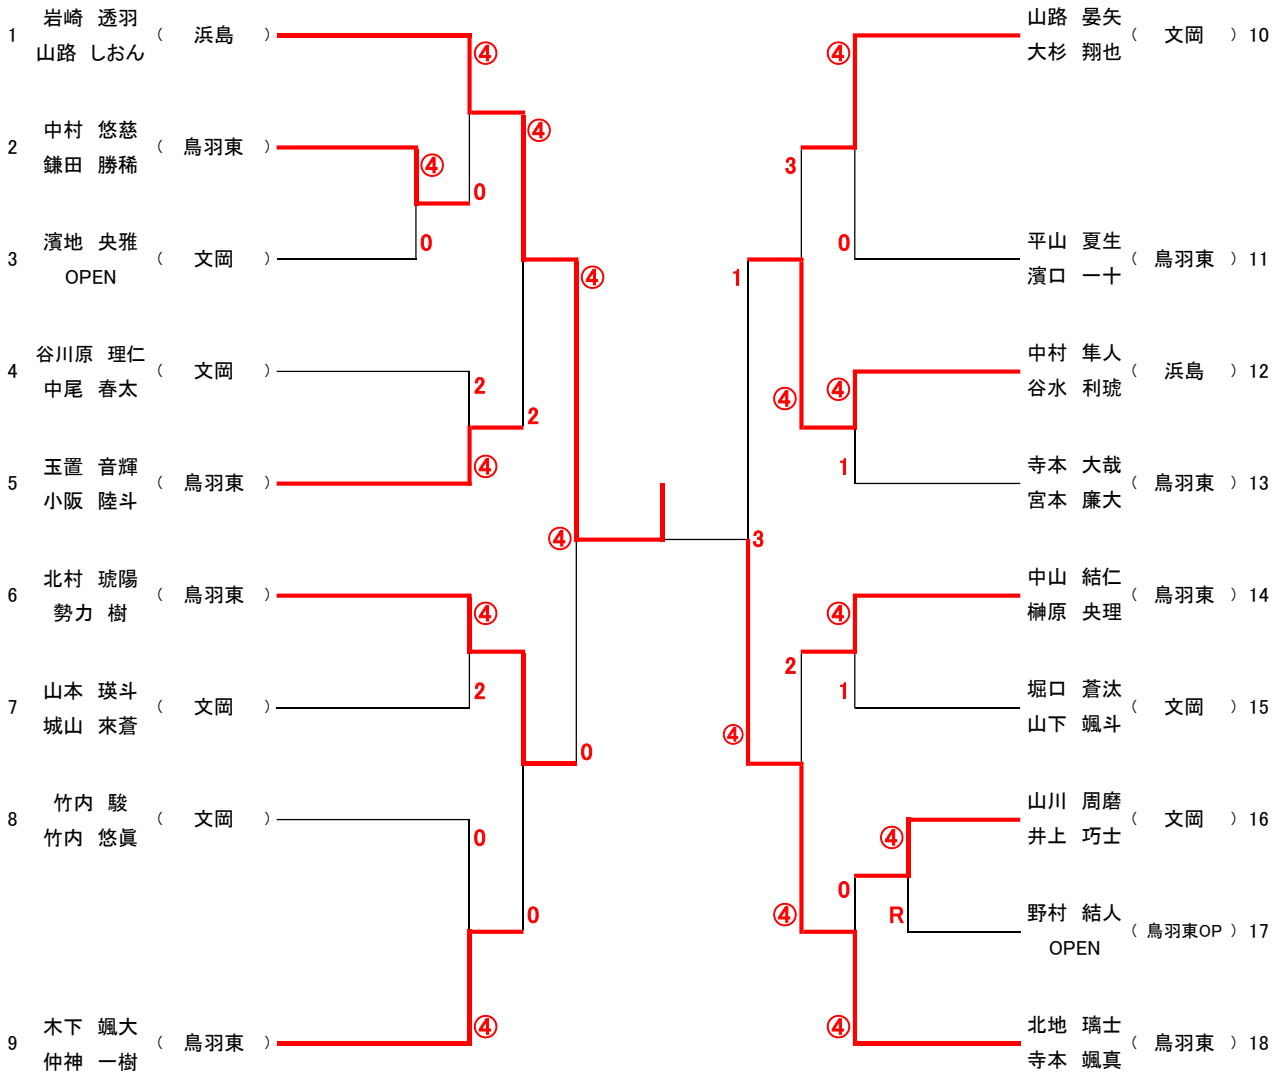 岩崎 透羽
1 ( 浜島 )
山路 しおん
④
中村 悠慈
2 ( 鳥羽東 )
鎌田 勝稀
④
④
0
0
濱地 央雅
3 ( 文岡 )
OPEN
④
谷川原 理仁
4 ( 文岡 )
中尾 春太
2
2
玉置 音輝
5 ( 鳥羽東 )
小阪 陸斗
④
④
北村 琥陽
6 ( 鳥羽東 )
勢力 樹
④
山本 瑛斗
7 ( 文岡 )
城山 來蒼
2
0
竹内 駿
8 ( 文岡 )
竹内 悠眞
0
0
木下 颯大
9 ( 鳥羽東 )
仲神 一樹
④
山路 晏矢
( 文岡 ) 10
大杉 翔也
④
3
0
平山 夏生
( 鳥羽東 ) 11
濱口 一十
1
中村 隼人
( 浜島 ) 12
谷水 利琥
④
④
1
寺本 大哉
( 鳥羽東 ) 13
宮本 廉大
3
中山 結仁
( 鳥羽東 ) 14
榊原 央理
④
2
1
堀口 蒼汰
( 文岡 ) 15
山下 颯斗
④
山川 周磨
( 文岡 ) 16
井上 巧士
④
0
④
R
野村 結人
( 鳥羽東OP ) 17
OPEN
④
北地 璃士
( 鳥羽東 ) 18
寺本 颯真